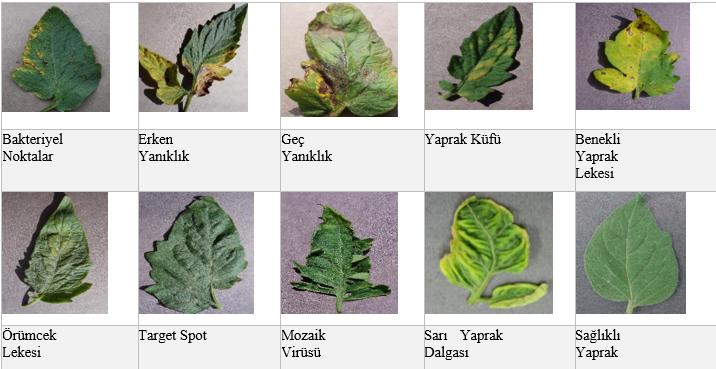 Bakteriyel
Noktalar
Erken
Yanıklık
Geç
Yanıklık
Yaprak Küfü
Benekli
Yaprak
Lekesi
Örümcek
Lekesi
Target Spot
Mozaik
Virüsü
Sarı Yaprak
Dalgası
Sağlıklı
Yaprak